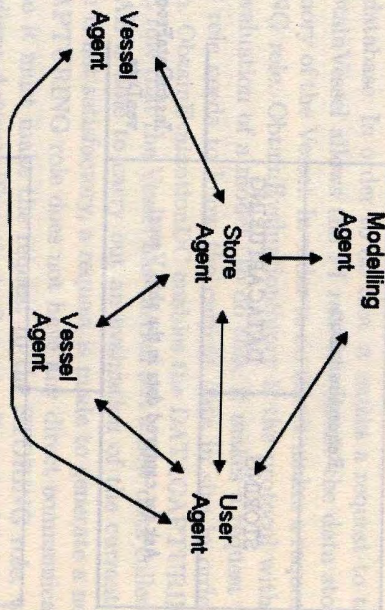 Modelling
Agent
Store
Agent
User
Agent
Vessel
Agent
Vessel
Agent